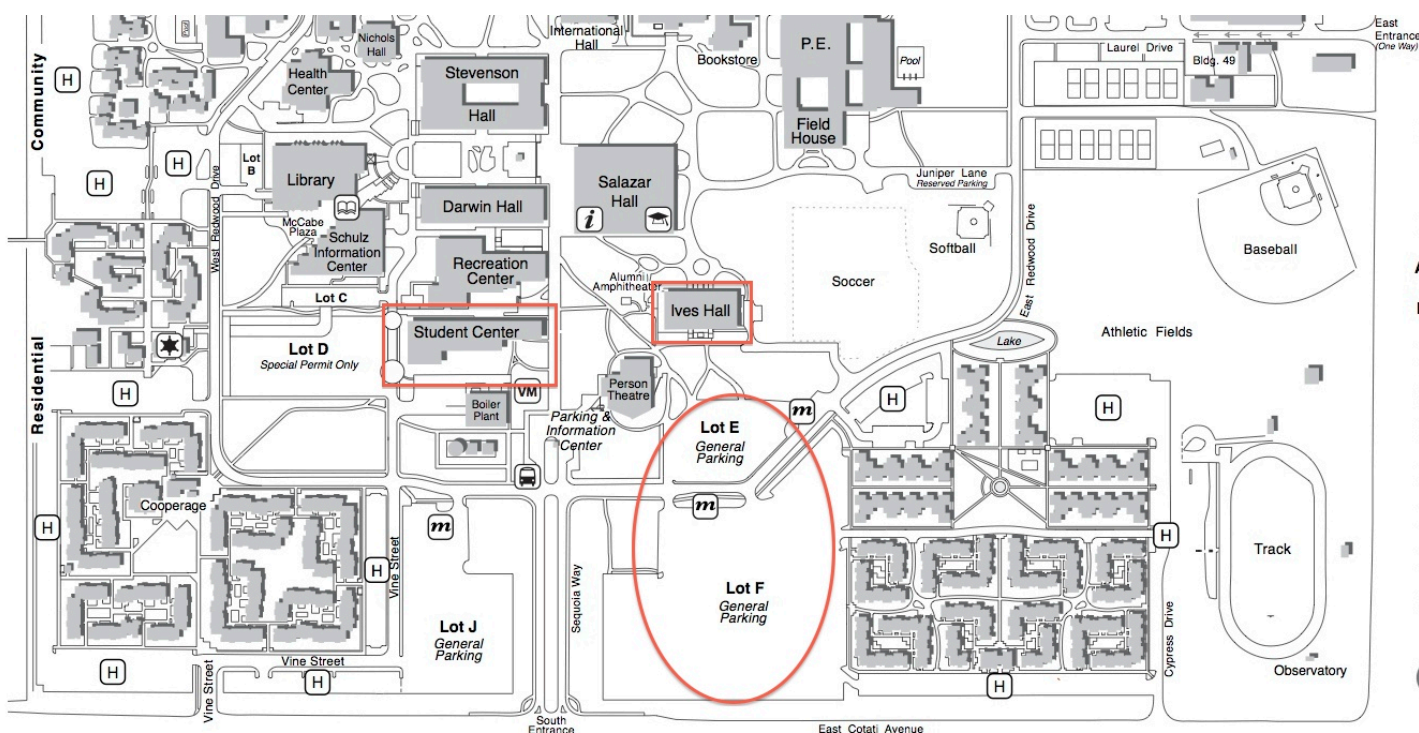 Pool
Nichols
Hall
International
Hall
Bookstore
P.E.
Pool
Laurel Drive
Bldg. 49
East
Entrance
(One Way)
Community
H
Health
Center
Stevenson
Hall
Field
House
H
H
Lot
B
Library
West Redwood Drive
Darwin Hall
Salazar
Hall
i
Juniper Lane
Reserved Parking
Softball
East Redwood Drive
Baseball
McCabe
Plaza
Schulz
Information
Center
Recreation
Center
Alumni
Amphitheater
Soccer
Lot C
Ives Hall
Student Center
Athletic Fields
Lot D
Special Permit Only
Lake
Residential
H
VM
Person
Theatre
Boiler
Plant
Parking &
Information
Center
Lot E
General
Parking
m
H
H
Cooperage
H
m
m
H
Track
H
Vine Street
Sequoia Way
Lot F
General
Parking
Lot J
General
Parking
Cypress Drive
Vine Street
H
H
H
Observatory
Vine Street
South
Entrance
East Cotati Avenue